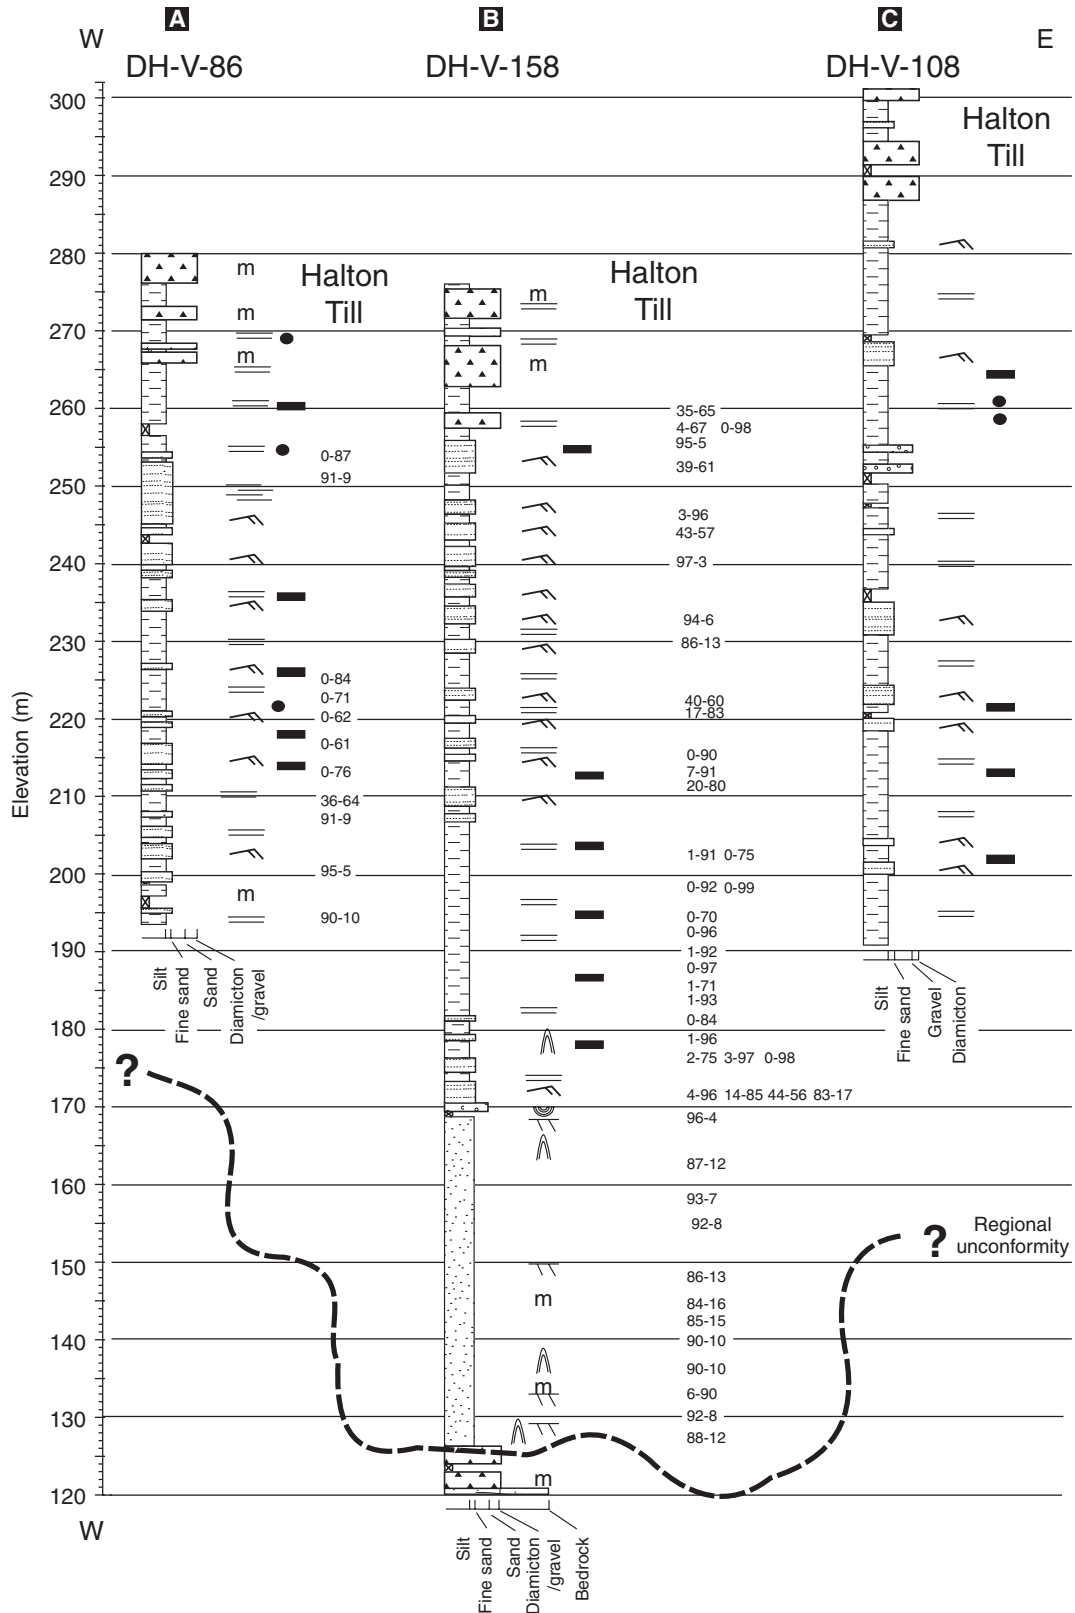 A
B
C
W
E
DH-V-86
DH-V-158
DH-V-108
300
290
280
270
260
250
240
230
220
210
200
190
180
170
160
150
140
130
120
Elevation (m)
Halton
Till
m
m
m
0-87
91-9
0-84
0-71
0-62
0-61
0-76
36-64
91-9
95-5
m
90-10
Silt
Fine sand
Sand
Diamicton
/gravel
?
Halton
Till
m
m
35-65
4-67 0-98
95-5
39-61
3-96
43-57
97-3
94-6
86-13
40-60
17-83
0-90
7-91
20-80
1-91 0-75
0-92 0-99
0-70
0-96
1-92
0-97
1-71
1-93
0-84
1-96
2-75 3-97 0-98
4-96 14-85 44-56 83-17
96-4
87-12
93-7
92-8
86-13
m
84-16
85-15
90-10
90-10
m
6-90
92-8
88-12
m
Silt
Fine sand
Sand
Diamicton
/gravel
Bedrock
Halton
Till
Silt
Fine sand
Gravel
Diamicton
?
Regional
unconformity
W